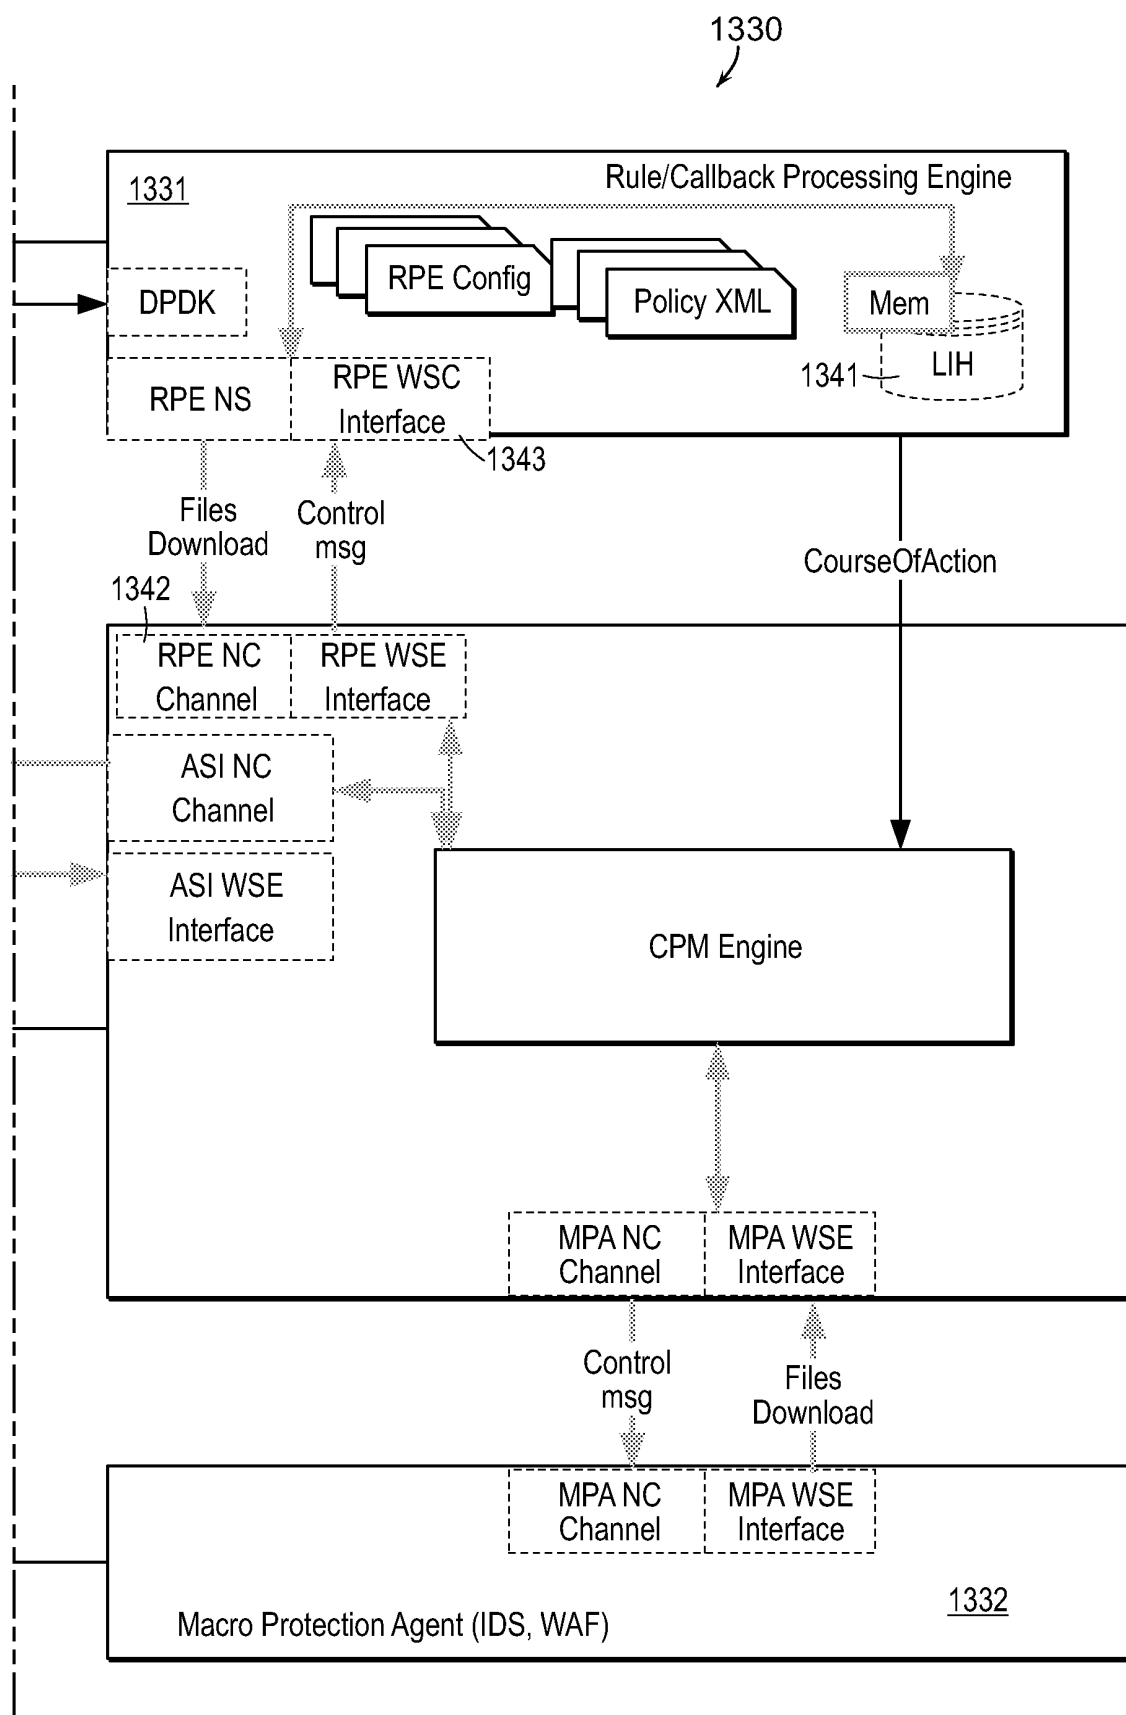 1330
1331
Rule/Callback Processing Engine
RPE Config
Policy XML
DPDK
Mem
LIH
1341
RPE NS
RPE WSC
Interface
1343
Files
Download
Control
msg
CourseOfAction
1342
RPE NC
Channel
RPE WSE
Interface
ASI NC
Channel
ASI WSE
Interface
CPM Engine
MPA NC
Channel
MPA WSE
Interface
Control
msg
Files
Download
MPA NC
Channel
MPA WSE
Interface
1332
Macro Protection Agent (IDS, WAF)